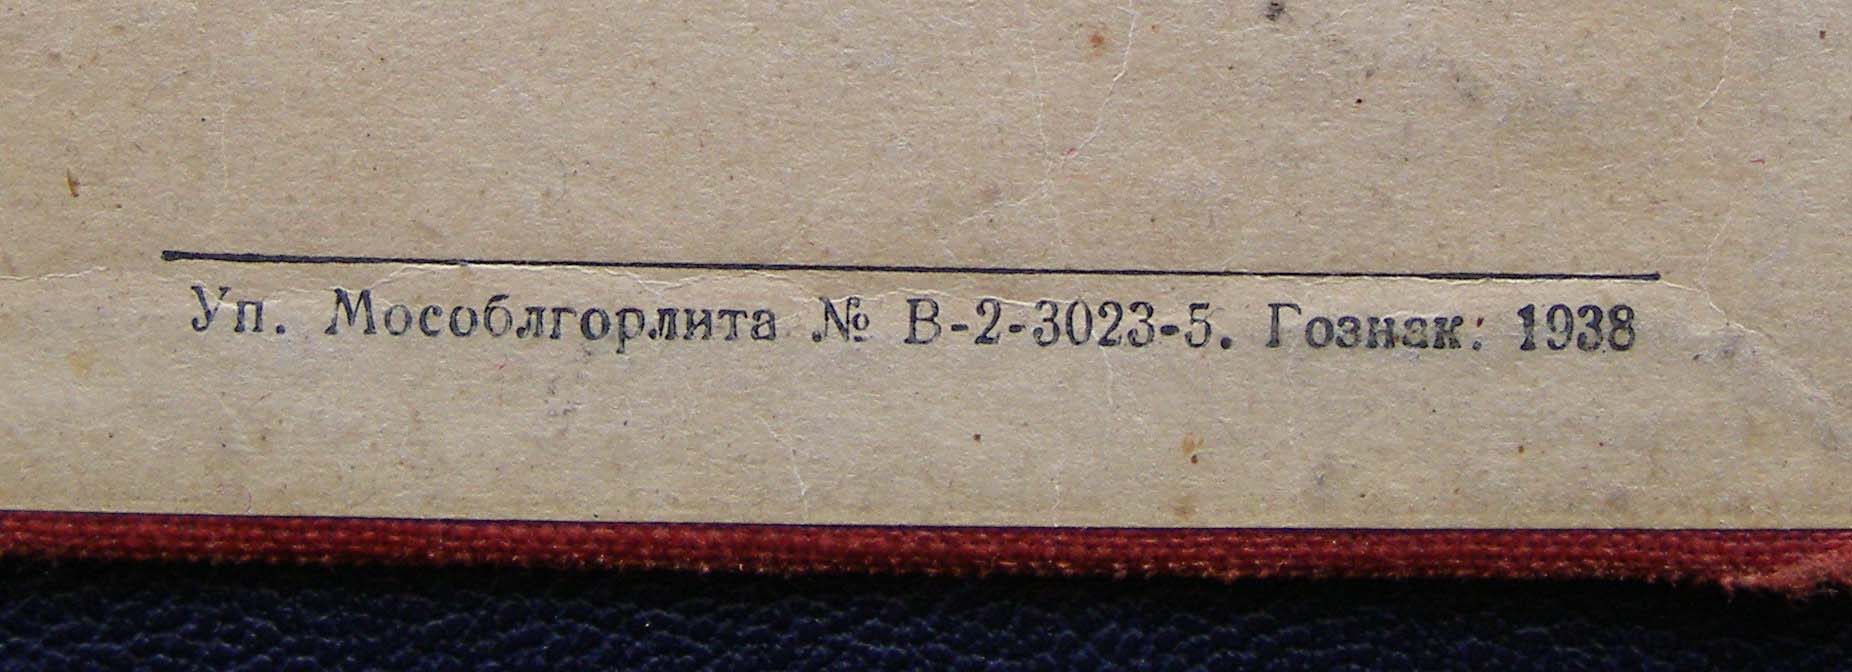 Уп. Мособлгорлита № В-2-3023-5. Гознак: 1938